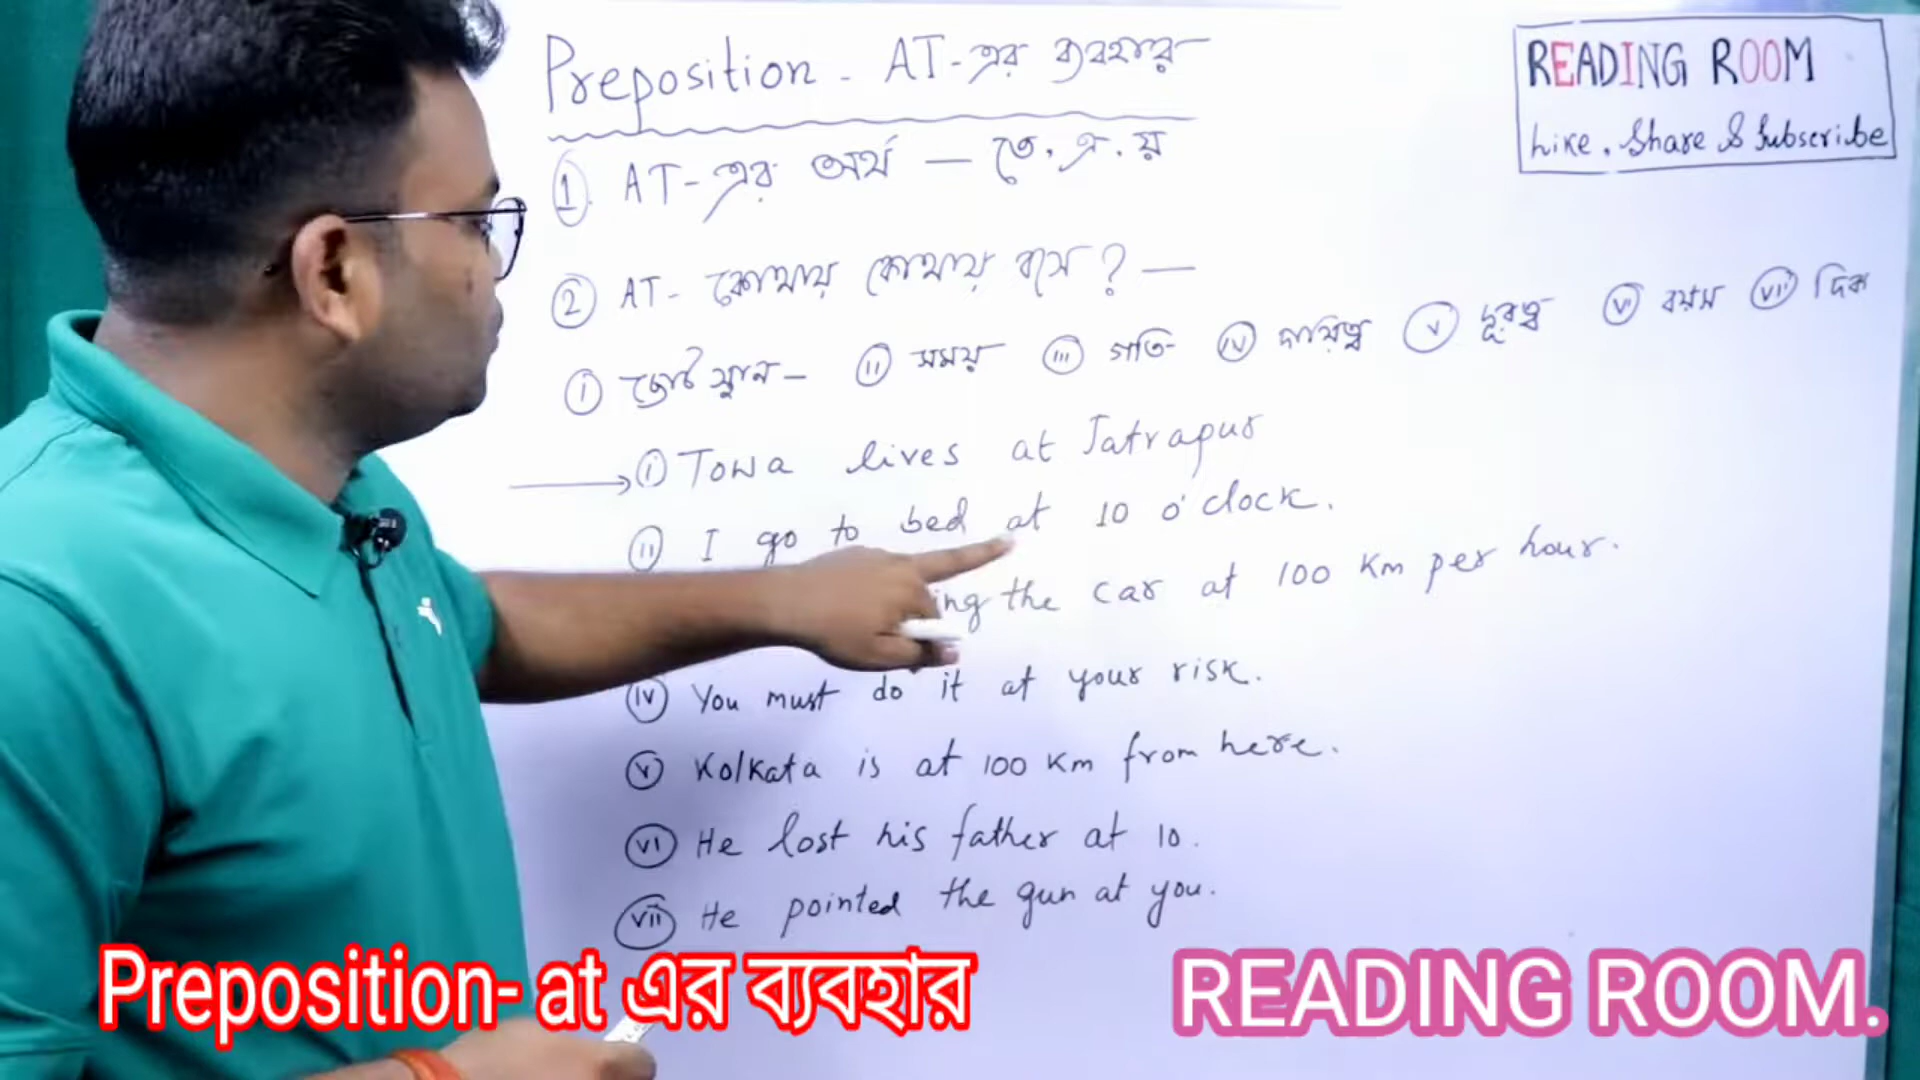 Preposition - AT-এর ব্যবহার
READING ROOM
Like, Share & Subscribe
① AT-এর অর্থ — তে, এ, য়
② AT- কোথায় কোথায় বসে? —
ⓘ ছোট স্থান - ⓘⓘ সময় ⓘⓘⓘ গতি ⓘⓥ দায়িত্ব ⓥ দূরত্ব ⓥⓘ বয়স ⓥⓘⓘ দিক
→ ⓘ Towa lives at Jatrapur
ⓘⓘ I go to bed at 10 o'clock.
ing the car at 100 Km per hour.
ⓘⓥ You must do it at your risk.
ⓥ Kolkata is at 100 Km from here.
ⓥⓘ He lost his father at 10.
ⓥⓘⓘ He pointed the gun at you.
Preposition- at এর ব্যবহার
READING ROOM.